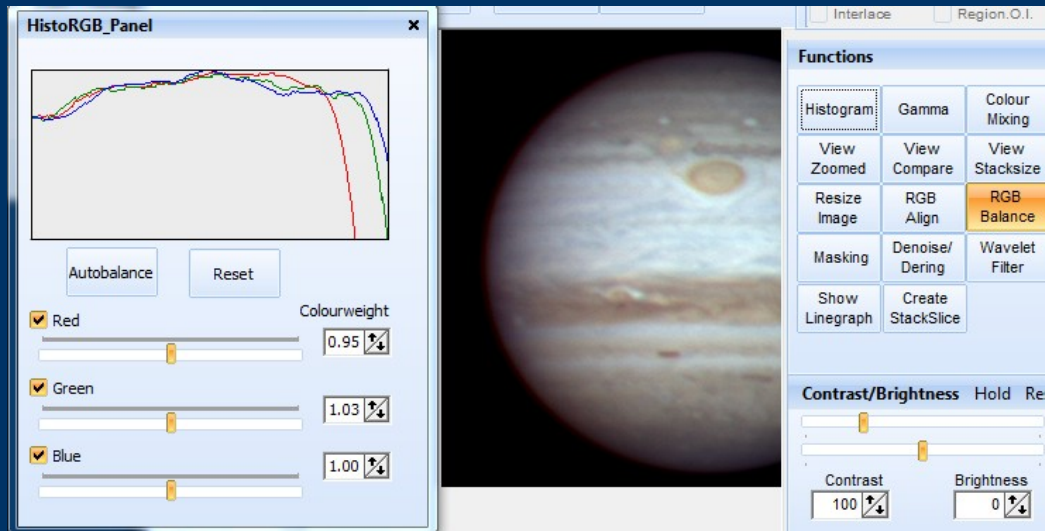 HistoRGB_Panel
Autobalance Reset
Colourweight
Red
0.95
Green
1.03
Blue
1.00
Interlace Region.O.I.
Functions
Histogram Gamma Colour
Mixing
View
Zoomed View
Compare View
Stacksize
Resize
Image RGB
Align RGB
Balance
Masking Denoise/
Dering Wavelet
Filter
Show
Linegraph Create
StackSlice
Contrast/Brightness Hold Re
Contrast Brightness
100 0